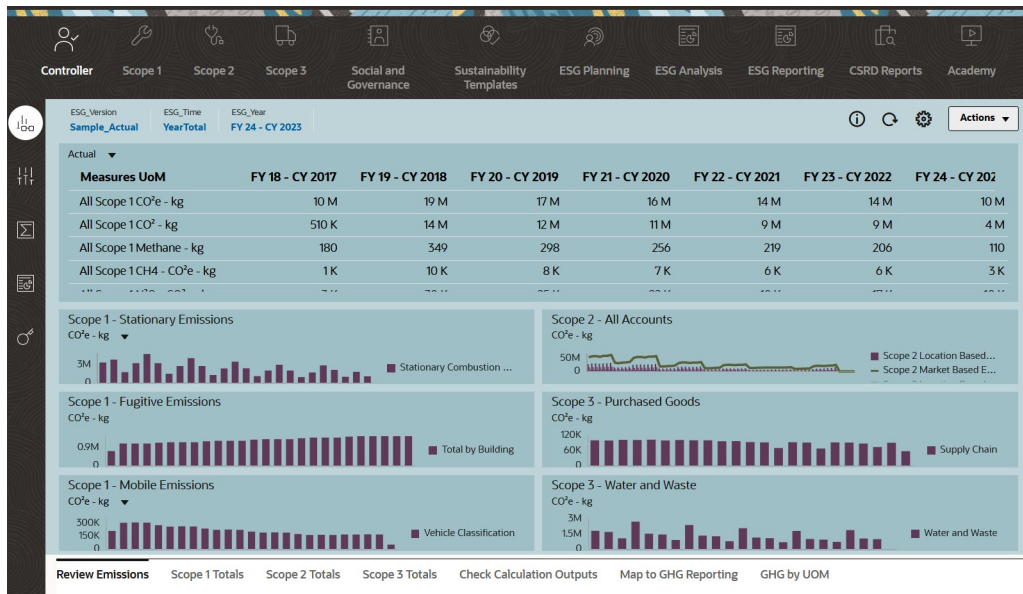 Controller
Scope 1
Scope 2
Scope 3
Social and
Governance
Sustainability
Templates
ESG Planning
ESG Analysis
ESG Reporting
CSRD Reports
Academy
ESG_Version ESG_Time ESG_Year
Sample_Actual YearTotal FY 24 - CY 2023
Actions
Actual
Measures UoM FY 18 - CY 2017 FY 19 - CY 2018 FY 20 - CY 2019 FY 21 - CY 2020 FY 22 - CY 2021 FY 23 - CY 2022 FY 24 - CY 202
All Scope 1 CO²e - kg 10 M 19 M 17 M 16 M 14 M 14 M 10 M
All Scope 1 CO² - kg 510 K 14 M 12 M 11 M 9 M 9 M 4 M
All Scope 1 Methane - kg 180 349 298 256 219 206 110
All Scope 1 CH4 - CO²e - kg 1 K 10 K 8 K 7 K 6 K 6 K 3 K
Scope 1 - Stationary Emissions
CO²e - kg
3M
0
Stationary Combustion ...
Scope 2 - All Accounts
CO²e - kg
50M
0
Scope 2 Location Based...
Scope 2 Market Based E...
Scope 1 - Fugitive Emissions
CO²e - kg
0.9M
0
Total by Building
Scope 3 - Purchased Goods
CO²e - kg
120K
60K
0
Supply Chain
Scope 1 - Mobile Emissions
CO²e - kg
300K
150K
0
Vehicle Classification
Scope 3 - Water and Waste
CO²e - kg
3M
1.5M
0
Water and Waste
Review Emissions Scope 1 Totals Scope 2 Totals Scope 3 Totals Check Calculation Outputs Map to GHG Reporting GHG by UOM